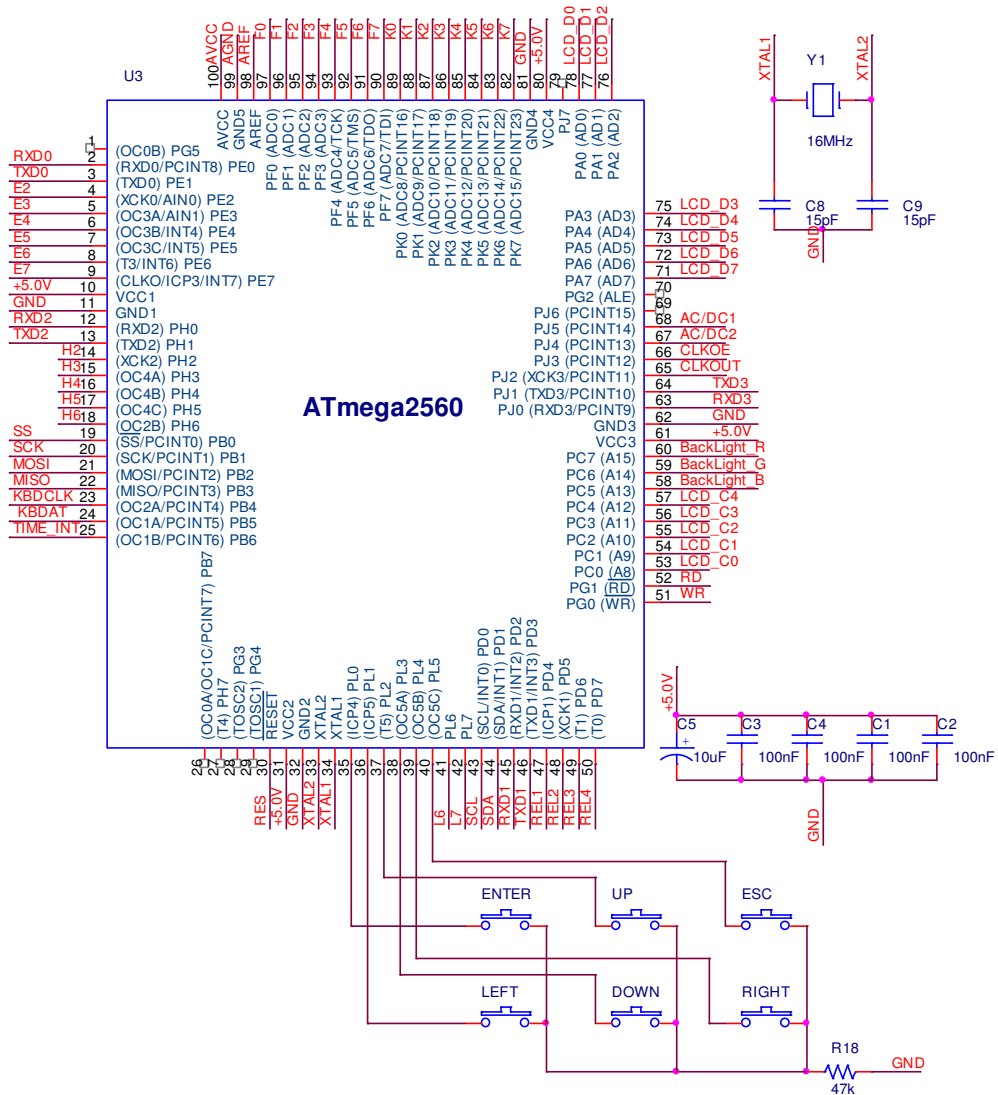 U3
100 AVCC
99 AGND
98 AREF
97 F0
96 F1
95 F2
94 F3
93 F4
92 F5
91 F6
90 F7
89 K0
88 K1
87 K2
86 K3
85 K4
84 K5
83 K6
82 K7
81 GND
80 +5.0V
79
78 LCD_D0
77 LCD_D1
76 LCD_D2
AVCC
GND5
AREF
PF0 (ADC0)
PF1 (ADC1)
PF2 (ADC2)
PF3 (ADC3)
PF4 (ADC4/TCK)
PF5 (ADC5/TMS)
PF6 (ADC6/TDO)
PF7 (ADC7/TDI)
PK0 (ADC8/PCINT16)
PK1 (ADC9/PCINT17)
PK2 (ADC10/PCINT18)
PK3 (ADC11/PCINT19)
PK4 (ADC12/PCINT20)
PK5 (ADC13/PCINT21)
PK6 (ADC14/PCINT22)
PK7 (ADC15/PCINT23)
GND4
VCC4
PJ7
PA0 (AD0)
PA1 (AD1)
PA2 (AD2)
1 (OC0B) PG5
RXD0 2 (RXD0/PCINT8) PE0
TXD0 3 (TXD0) PE1
E2 4 (XCK0/AIN0) PE2
E3 5 (OC3A/AIN1) PE3
E4 6 (OC3B/INT4) PE4
E5 7 (OC3C/INT5) PE5
E6 8 (T3/INT6) PE6
E7 9 (CLKO/ICP3/INT7) PE7
+5.0V 10 VCC1
GND 11 GND1
RXD2 12 (RXD2) PH0
TXD2 13 (TXD2) PH1
H2 14 (XCK2) PH2
H3 15 (OC4A) PH3
H4 16 (OC4B) PH4
H5 17 (OC4C) PH5
H6 18 (OC2B) PH6
SS 19 (SS/PCINT0) PB0
SCK 20 (SCK/PCINT1) PB1
MOSI 21 (MOSI/PCINT2) PB2
MISO 22 (MISO/PCINT3) PB3
KBDCLK 23 (OC2A/PCINT4) PB4
KBDAT 24 (OC1A/PCINT5) PB5
TIME_INT 25 (OC1B/PCINT6) PB6
ATmega2560
PA3 (AD3) 75 LCD_D3
PA4 (AD4) 74 LCD_D4
PA5 (AD5) 73 LCD_D5
PA6 (AD6) 72 LCD_D6
PA7 (AD7) 71 LCD_D7
PG2 (ALE) 70
PJ6 (PCINT15) 69
PJ5 (PCINT14) 68 AC/DC1
PJ4 (PCINT13) 67 AC/DC2
PJ3 (PCINT12) 66 CLKOE
PJ2 (XCK3/PCINT11) 65 CLKOUT
PJ1 (TXD3/PCINT10) 64 TXD3
PJ0 (RXD3/PCINT9) 63 RXD3
GND3 62 GND
VCC3 61 +5.0V
PC7 (A15) 60 BackLight_R
PC6 (A14) 59 BackLight_G
PC5 (A13) 58 BackLight_B
PC4 (A12) 57 LCD_C4
PC3 (A11) 56 LCD_C3
PC2 (A10) 55 LCD_C2
PC1 (A9) 54 LCD_C1
PC0 (A8) 53 LCD_C0
PG1 (RD) 52 RD
PG0 (WR) 51 WR
(OC0A/OC1C/PCINT7) PB7
(T4) PH7
(TOSC2) PG3
(TOSC1) PG4
RESET
VCC2
GND2
XTAL2
XTAL1
(ICP4) PL0
(ICP5) PL1
(T5) PL2
(OC5A) PL3
(OC5B) PL4
(OC5C) PL5
PL6
PL7
(SCL/INT0) PD0
(SDA/INT1) PD1
(RXD1/INT2) PD2
(TXD1/INT3) PD3
(ICP1) PD4
(XCK1) PD5
(T1) PD6
(T0) PD7
26
27
28
29
30 RES
31 +5.0V
32 GND
33 XTAL2
34 XTAL1
35
36
37
38
39
40
41 L6
42 L7
43 SCL
44 SDA
45 RXD1
46 TXD1
47 REL1
48 REL2
49 REL3
50 REL4
XTAL1
Y1
XTAL2
16MHz
C8
15pF
C9
15pF
GND
+5.0V
C5
+
10uF
C3
100nF
C4
100nF
C1
100nF
C2
100nF
GND
ENTER
UP
ESC
LEFT
DOWN
RIGHT
R18
47k
GND